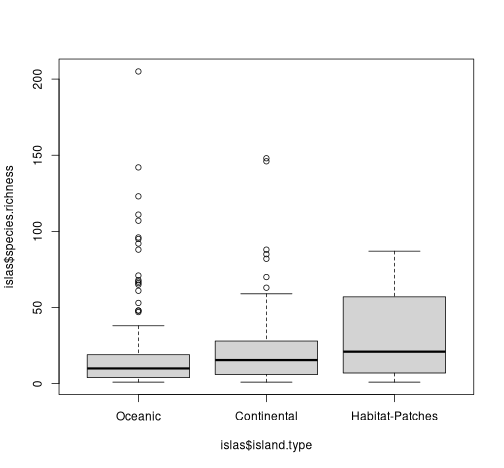 200
150
100
50
0
islas$species.richness
Oceanic Continental Habitat-Patches
islas$island.type